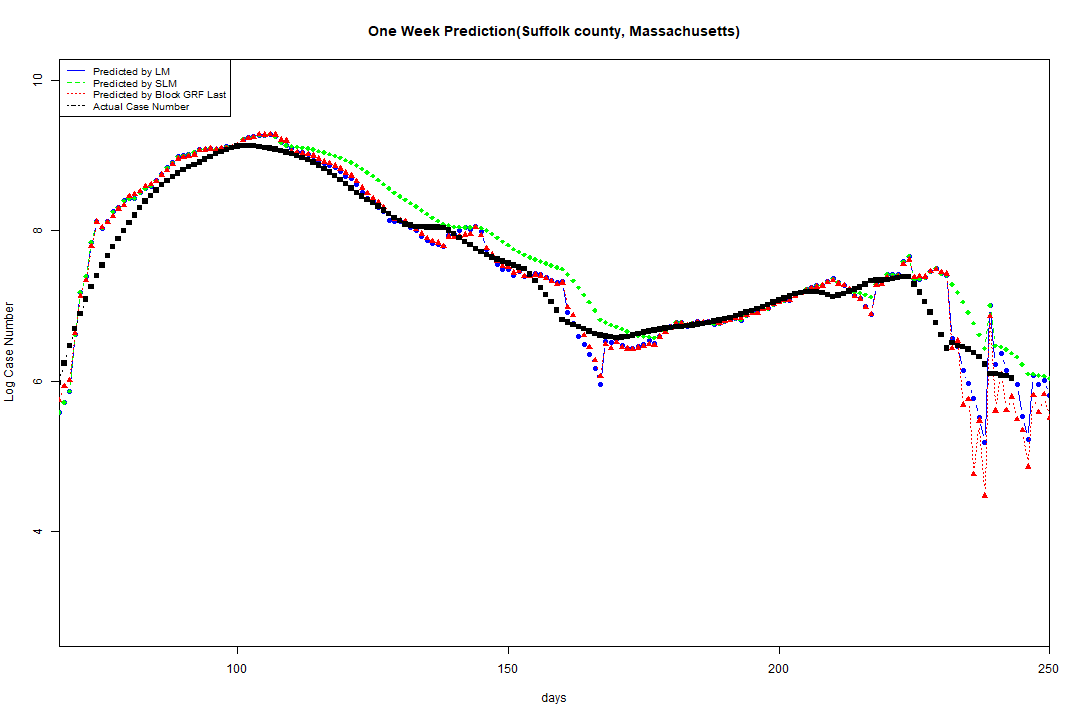 One Week Prediction(Suffolk county, Massachusetts)
Predicted by LM
Predicted by SLM
Predicted by Block GRF Last
Actual Case Number
Log Case Number
10
8
6
4
100 150 200 250
days